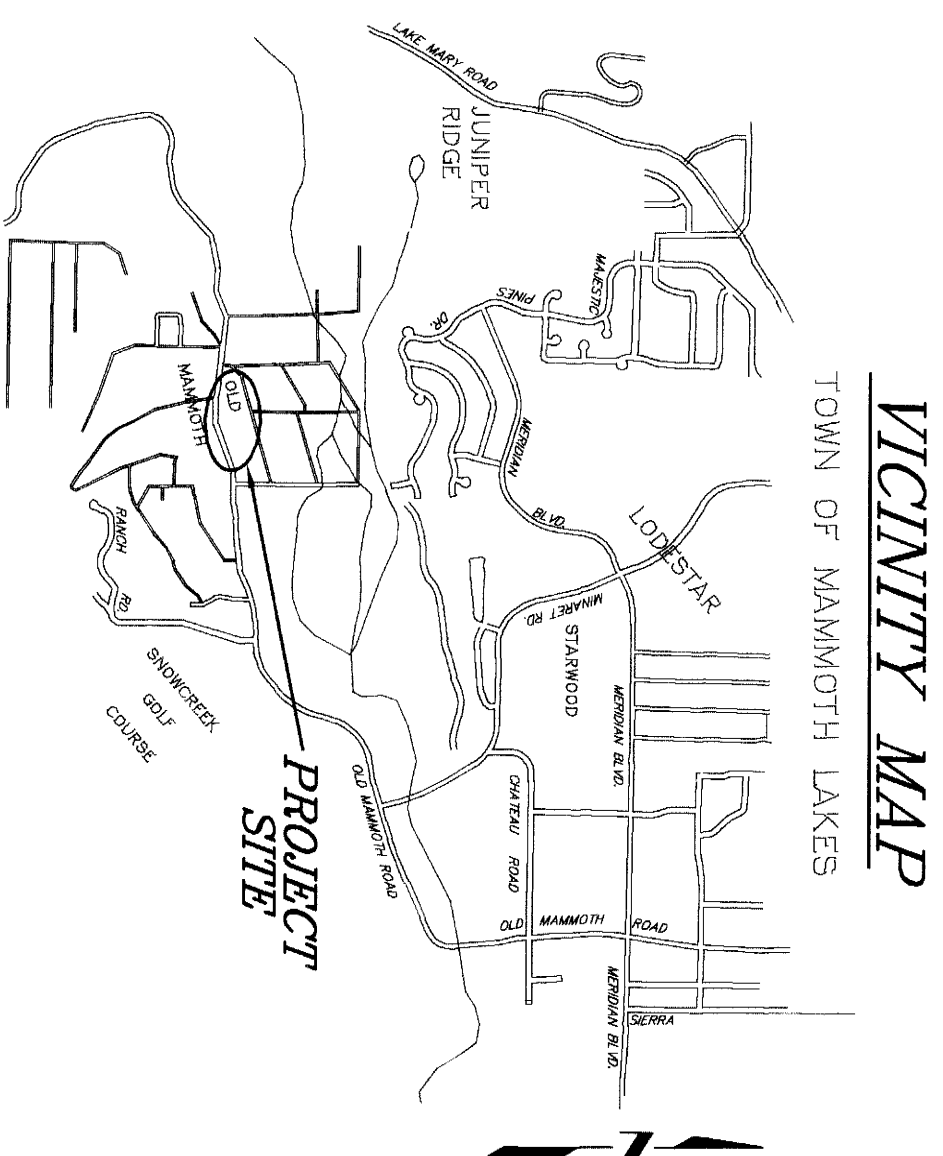 VICINITY MAP
TOWN OF MAMMOTH LAKES
LAKE MARY ROAD
JUNIPER
RIDGE
MAJESTIC
PINES
DR.
MERIDIAN
BLVD.
LODESTAR
MINARET RD.
STARWOOD
MERIDIAN BLVD.
CHATEAU ROAD
OLD MAMMOTH ROAD
MERIDIAN BLVD.
SIERRA
OLD MAMMOTH ROAD
OLD
MAMMOTH
RANCH
RD
SNOWCREEK
GOLF
COURSE
PROJECT
SITE